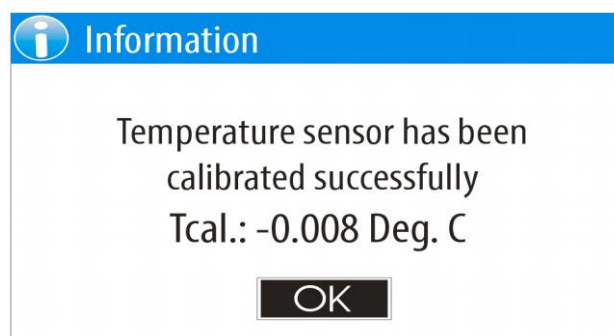 Information
Temperature sensor has been
calibrated successfully
Tcal.: -0.008 Deg. C
OK